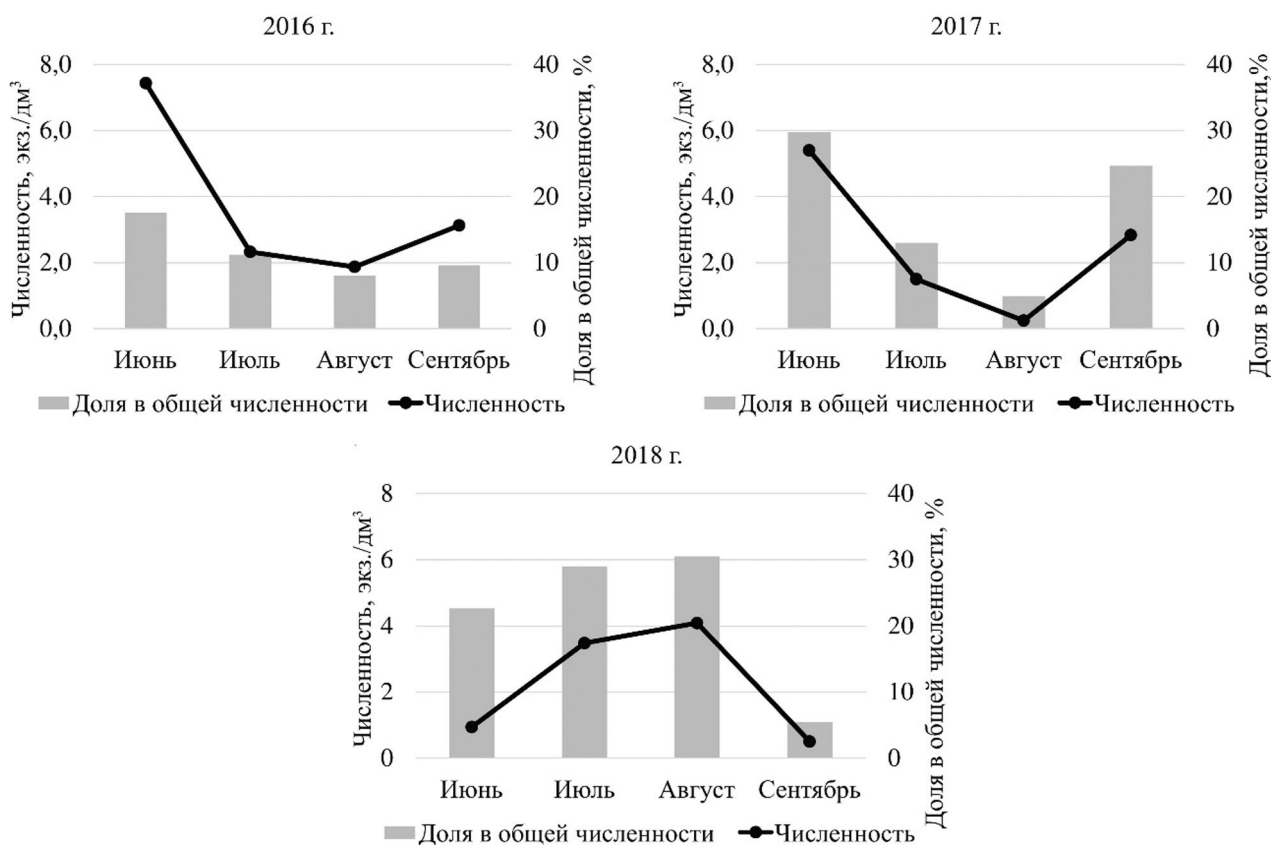 2016 г.
Численность, экз./дм³
8,0
6,0
4,0
2,0
0,0
40
30
20
10
0
Доля в общей численности, %
Июнь Июль Август Сентябрь
Доля в общей численности Численность
2017 г.
Численность, экз./дм³
8,0
6,0
4,0
2,0
0,0
40
30
20
10
0
Доля в общей численности,%
Июнь Июль Август Сентябрь
Доля в общей численности Численность
2018 г.
Численность, экз./дм³
8
6
4
2
0
40
30
20
10
0
Доля в общей численности, %
Июнь Июль Август Сентябрь
Доля в общей численности Численность